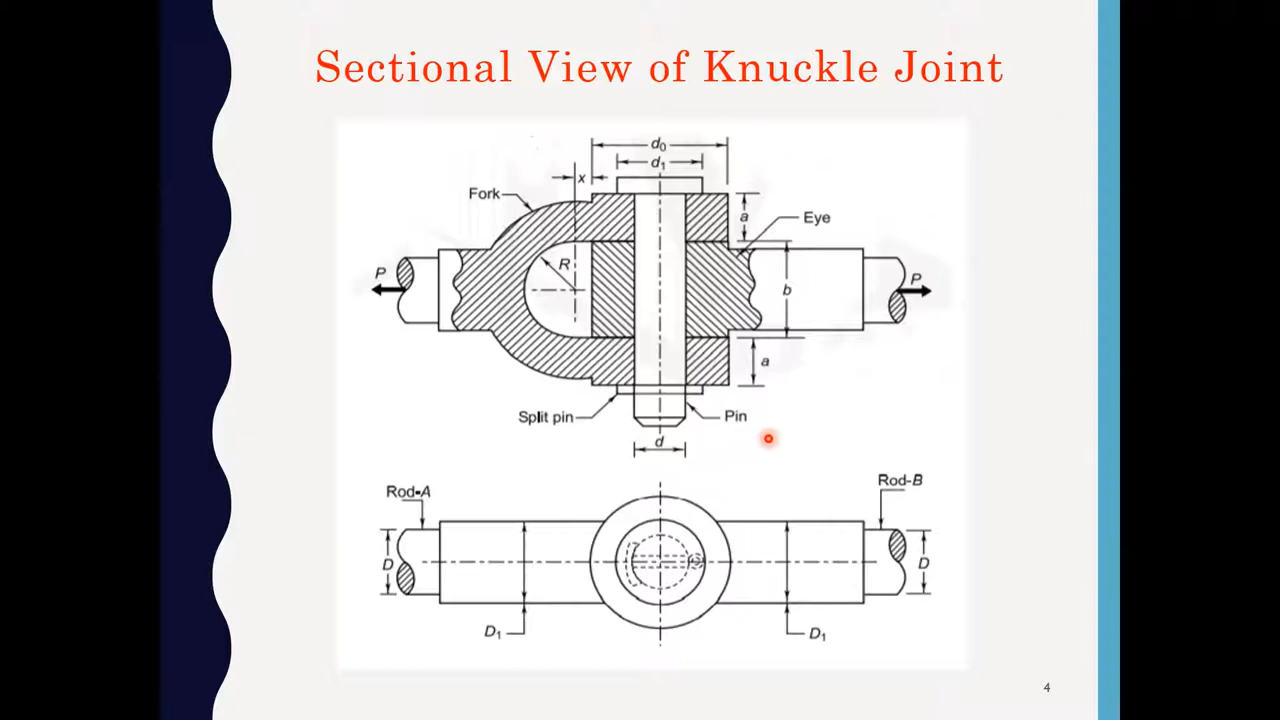 Sectional View of Knuckle Joint
d0
d1
x
Fork
a
Eye
R
P
P
b
a
Split pin
Pin
d
Rod-A
Rod-B
D
D
D1
D1
4